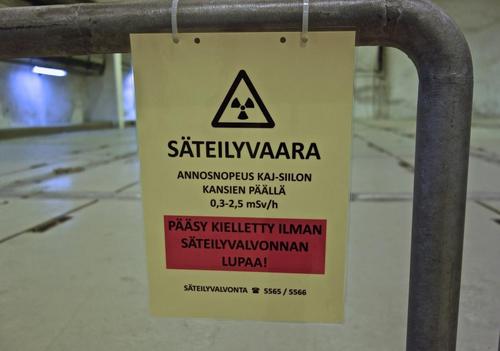 SÄTEILYVAARA
ANNOSNOPEUS KAJ-SIILON
KANSIEN PÄÄLLÄ
0,3-2,5 mSv/h
PÄÄSY KIELLETTY ILMAN
SÄTEILYVALVONNAN
LUPAA!
SÄTEILYVALVONTA ☎ 5565 / 5566